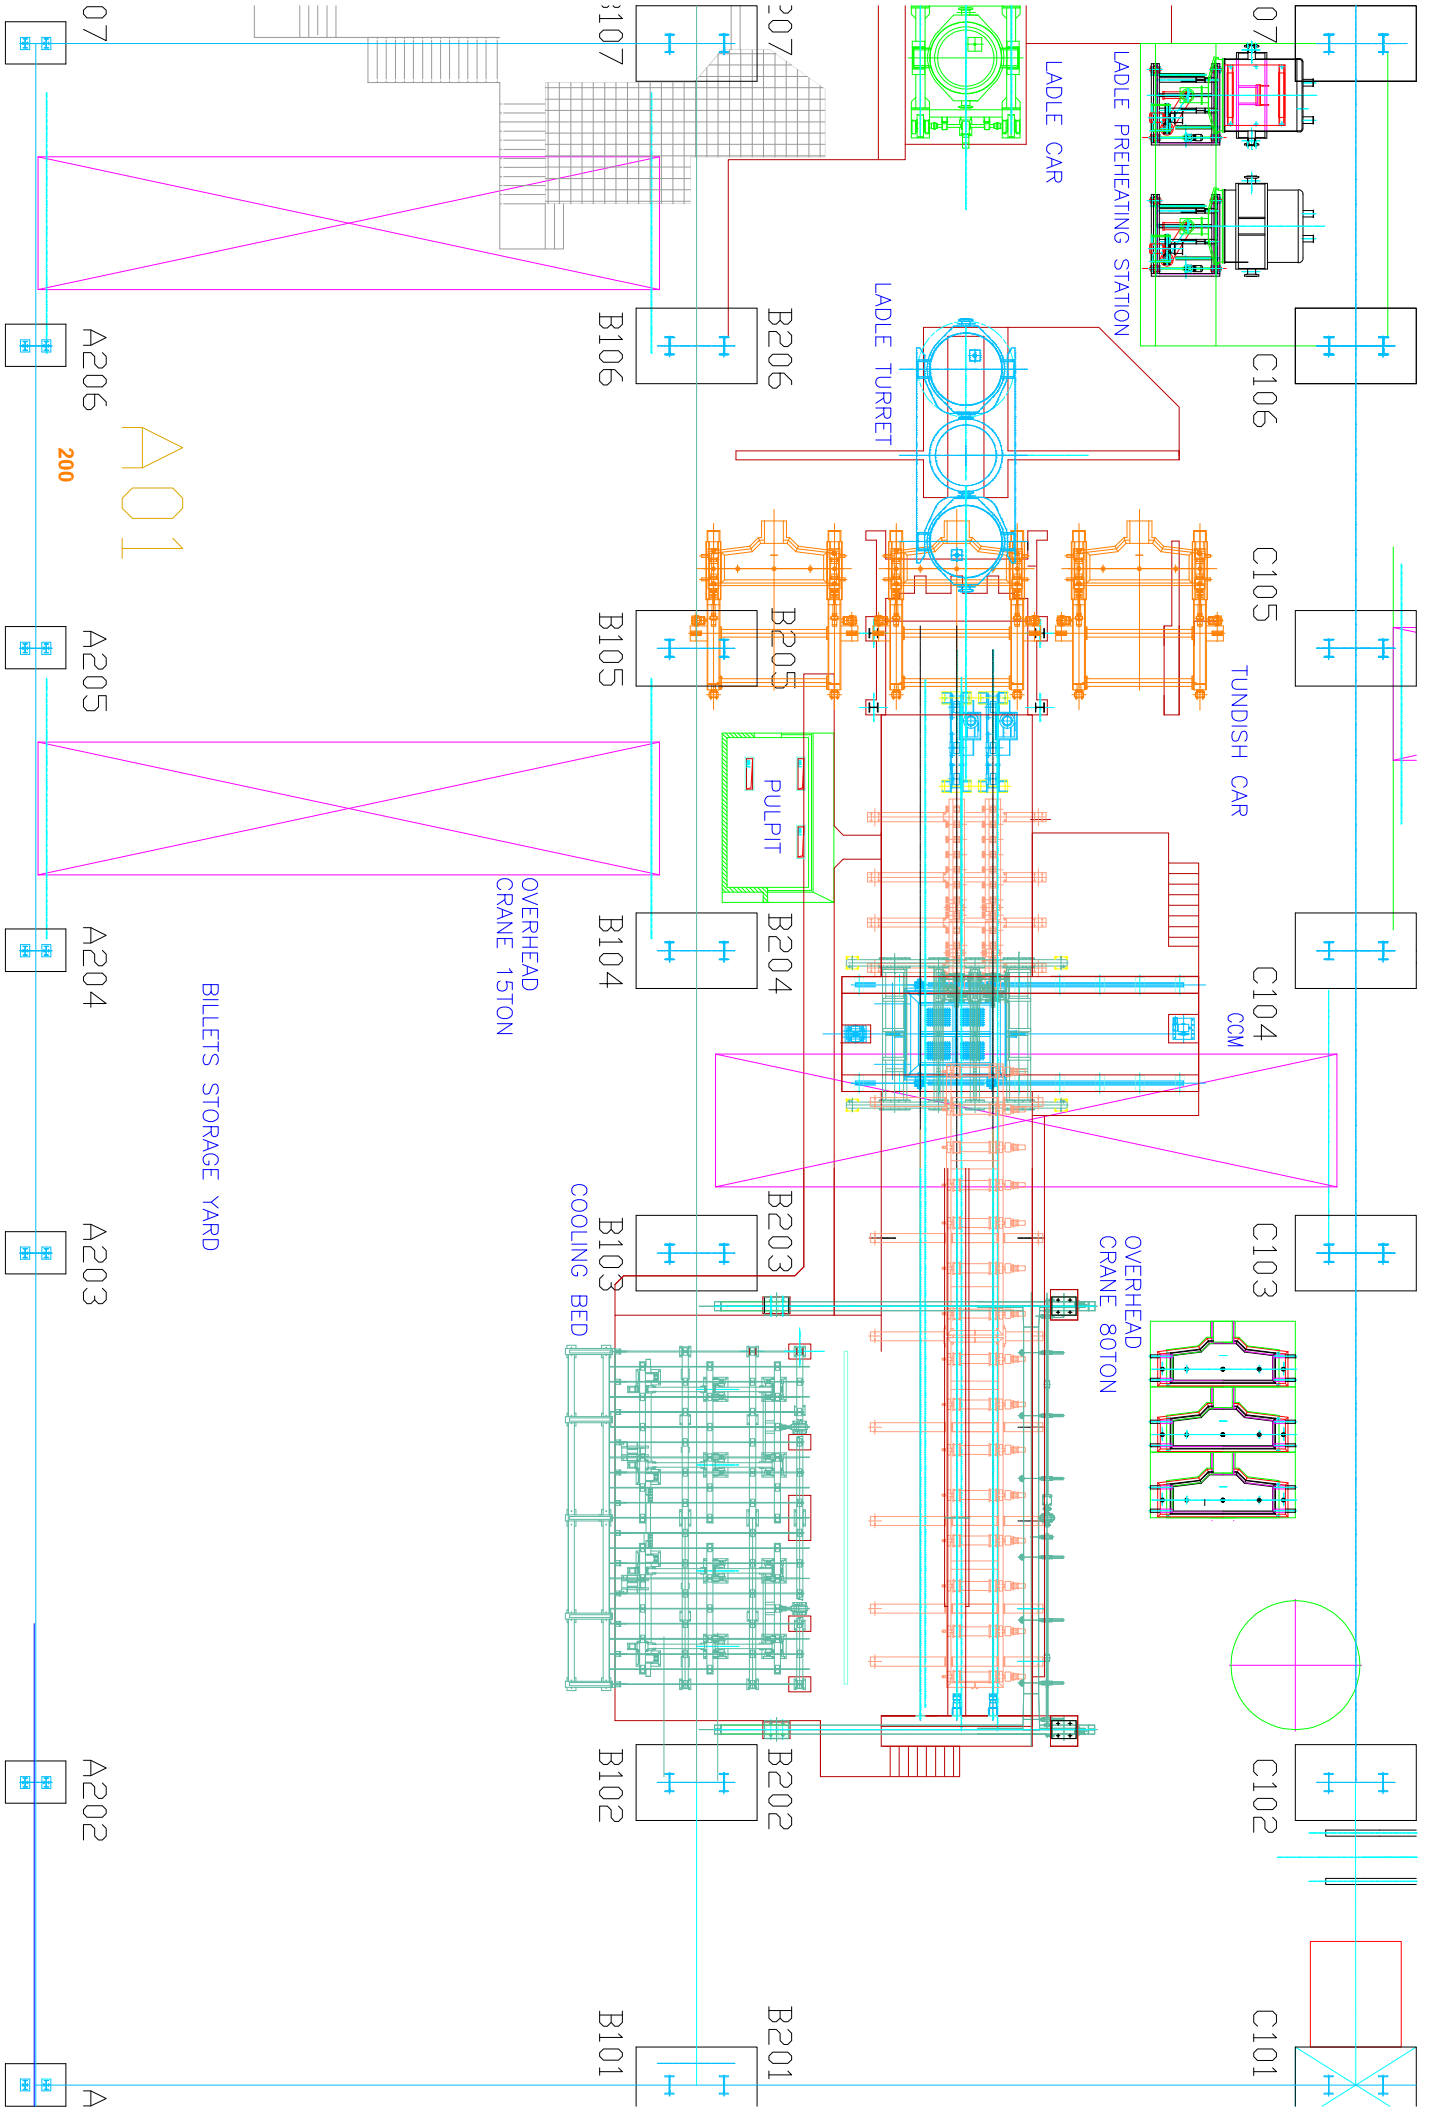 07
C106
C105
C104
C103
C102
C101
TUNDISH CAR
CCM
LADLE PREHEATING STATION
OVERHEAD
CRANE 80TON
LADLE CAR
LADLE TURRET
207
B206
B205
B204
B203
B202
B201
PULPIT
B107
B106
B105
B104
B103
B102
B101
COOLING BED
OVERHEAD
CRANE 15TON
BILLETS STORAGE YARD
A01
07
A206
A205
A204
A203
A202
A
200